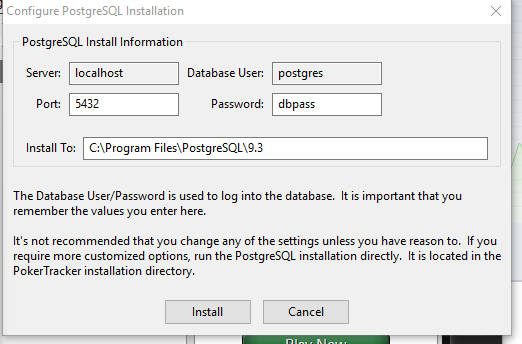 Configure PostgreSQL Installation
PostgreSQL Install Information
Server: localhost Database User: postgres
Port: 5432 Password: dbpass
Install To: C:\Program Files\PostgreSQL\9.3
The Database User/Password is used to log into the database. It is important that you
remember the values you enter here.
It's not recommended that you change any of the settings unless you have reason to. If you
require more customized options, run the PostgreSQL installation directly. It is located in the
PokerTracker installation directory.
Install Cancel
Play Now